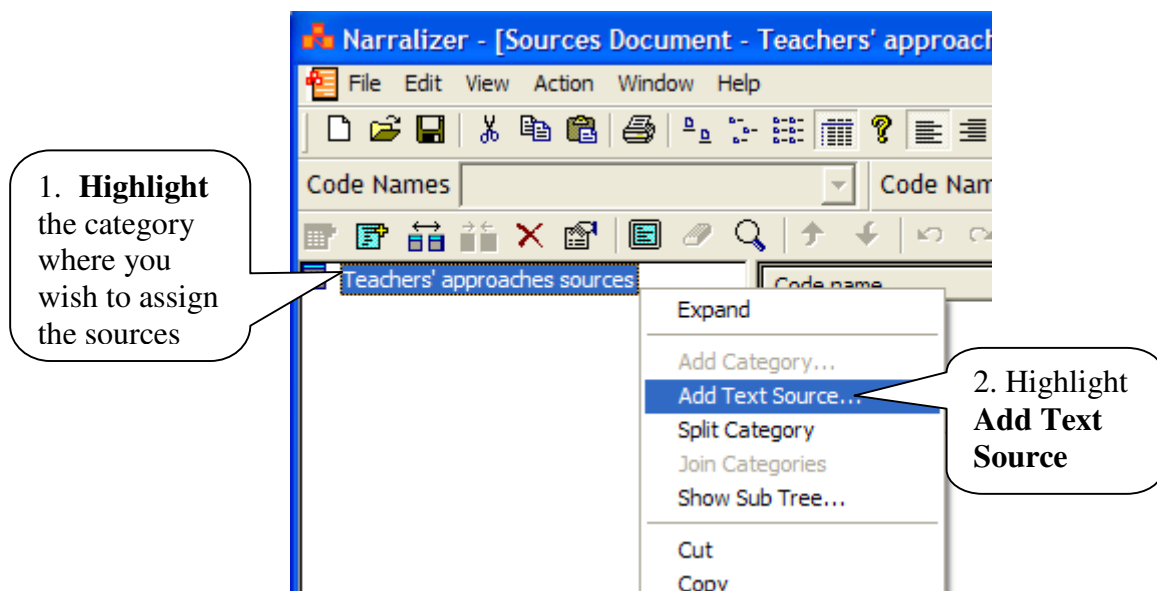 Narralizer - [Sources Document - Teachers' approach
File Edit View Action Window Help
Code Names
Code Nam
1. Highlight
the category
where you
wish to assign
the sources
Teachers' approaches sources
Code name
Expand
Add Category...
Add Text Source...
Split Category
Join Categories
Show Sub Tree...
Cut
Copy
2. Highlight
Add Text
Source